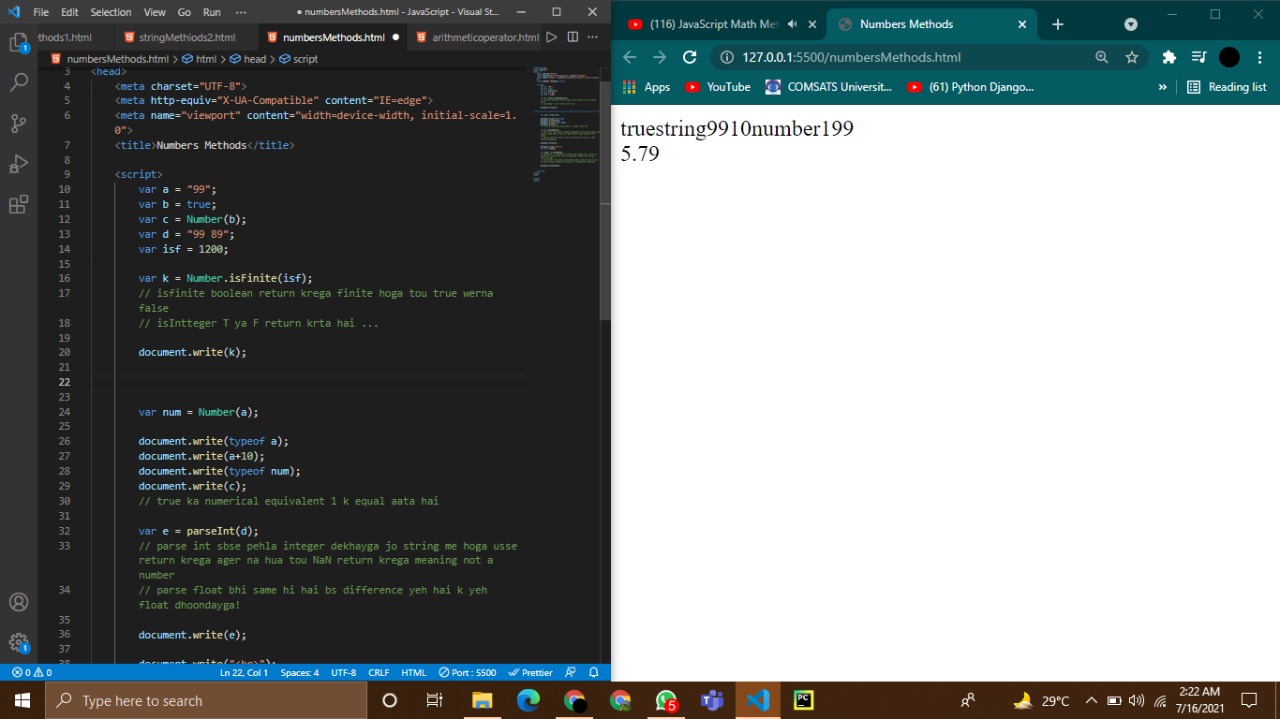 File Edit Selection View Go Run ··· ● numbersMethods.html - JavaScript - Visual St...
ethods1.html stringMethiods2.html numbersMethods.html ● arithmeticoperator.html ···
numbersMethods.html > html > head > script
3 <head>
4 <meta charset="UTF-8">
5 <meta http-equiv="X-UA-Compatible" content="IE=edge">
6 <meta name="viewport" content="width=device-width, initial-scale=1.
0">
7 <title>Numbers Methods</title>
8
9 <script>
10 var a = "99";
11 var b = true;
12 var c = Number(b);
13 var d = "99 89";
14 var isf = 1200;
15
16 var k = Number.isFinite(isf);
17 // isfinite boolean return krega finite hoga tou true werna
false
18 // isIntteger T ya F return krta hai ...
19
20 document.write(k);
21
22
23
24 var num = Number(a);
25
26 document.write(typeof a);
27 document.write(a+10);
28 document.write(typeof num);
29 document.write(c);
30 // true ka numerical equivalent 1 k equal aata hai
31
32 var e = parseInt(d);
33 // parse int sbse pehla integer dekhayga jo string me hoga usse
return krega ager na hua tou NaN return krega meaning not a
number
34 // parse float bhi same hi hai bs difference yeh hai k yeh
float dhoondayga!
35
36 document.write(e);
37
38 document.write("<br>");
1
1
0 0 Ln 22, Col 1 Spaces: 4 UTF-8 CRLF HTML Port : 5500 Prettier
(116) JavaScript Math Met Numbers Methods
127.0.0.1:5500/numbersMethods.html
Apps YouTube COMSATS Universit... (61) Python Django... » Reading list
truestring9910number199
5.79
Type here to search 5 PC 29°C 2:22 AM
7/16/2021